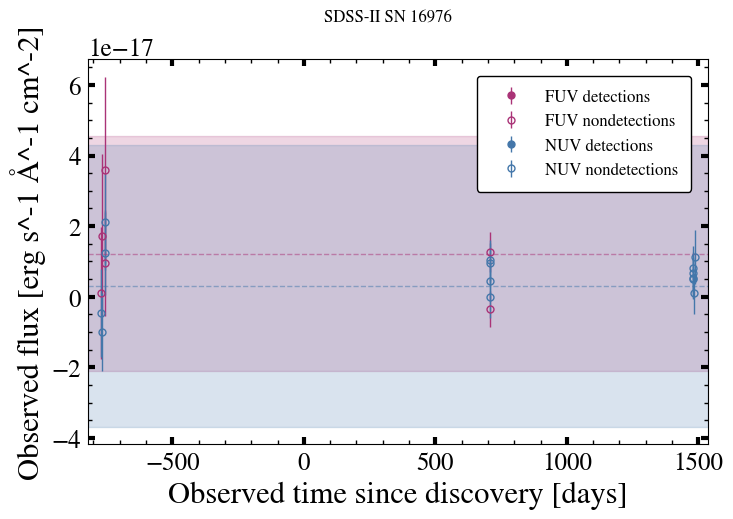 SDSS-II SN 16976
1e−17
Observed flux [erg s^-1 Å^-1 cm^-2]
6
4
2
0
−2
−4
FUV detections
FUV nondetections
NUV detections
NUV nondetections
−500 0 500 1000 1500
Observed time since discovery [days]